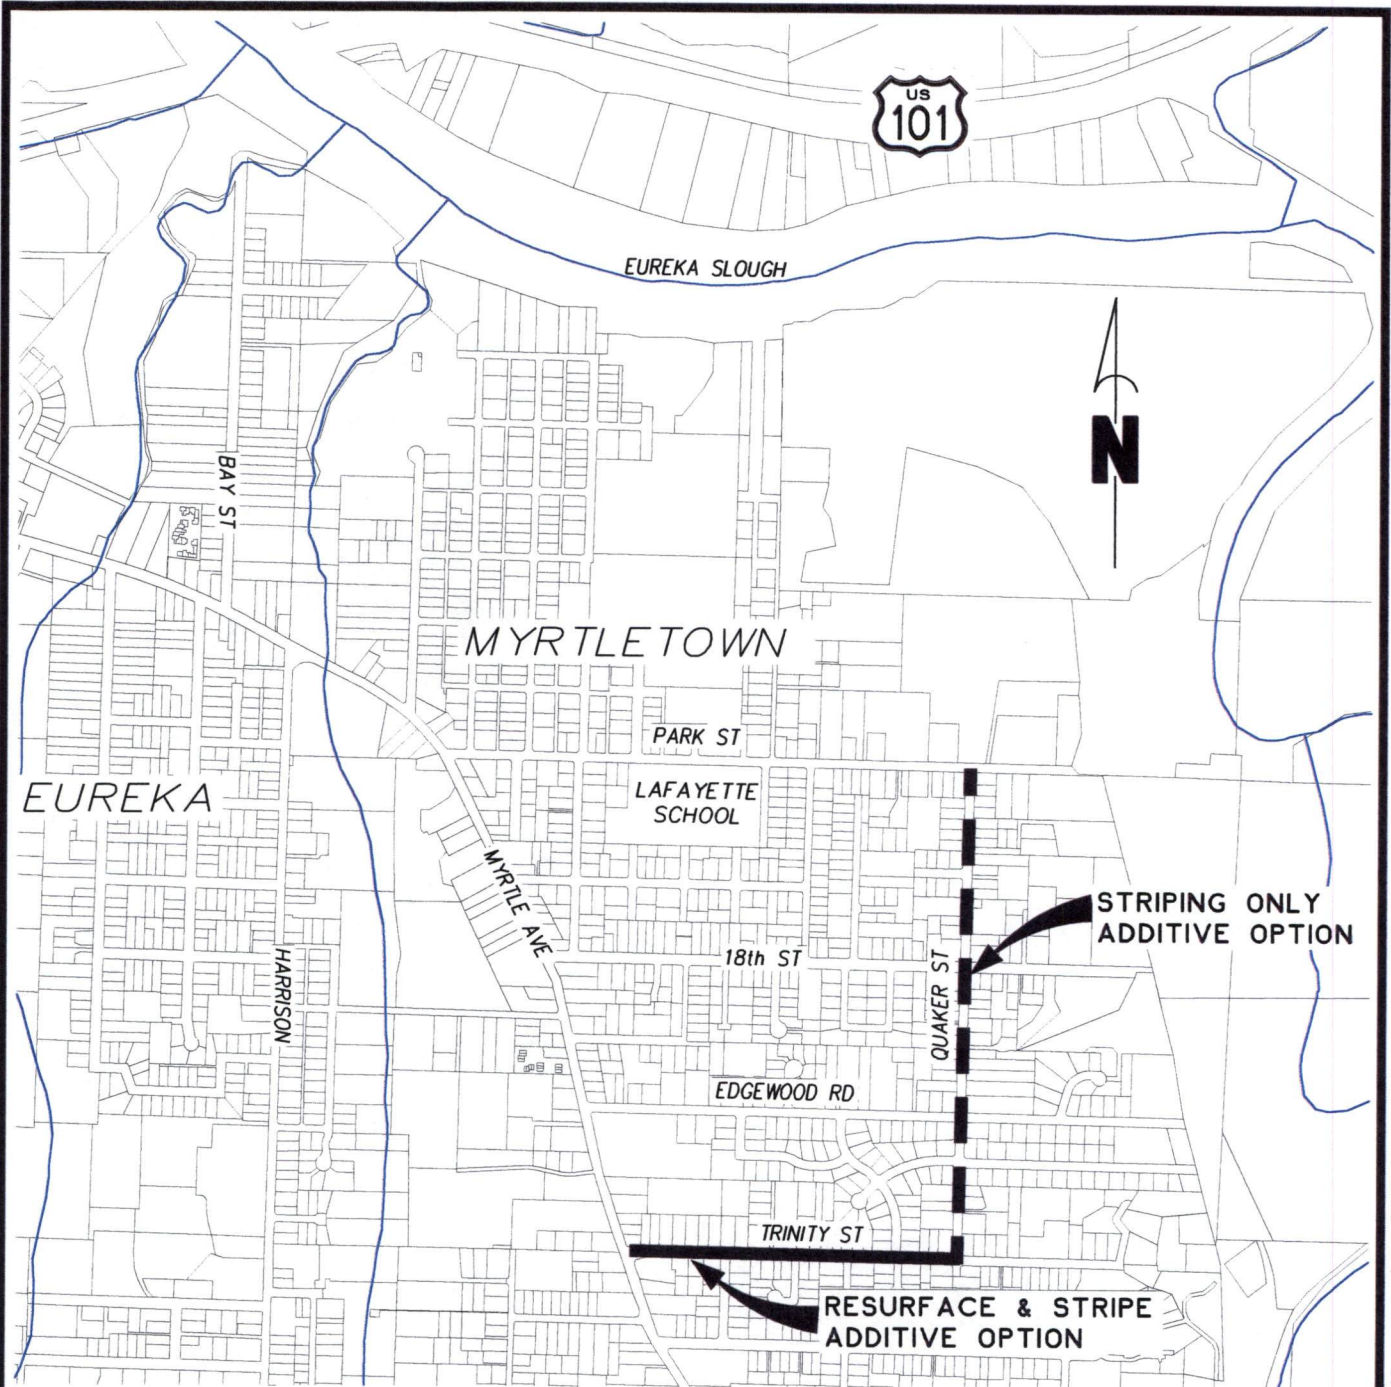 US
101
EUREKA SLOUGH
N
BAY ST
MYRTLETOWN
PARK ST
EUREKA
LAFAYETTE
SCHOOL
MYRTLE AVE
STRIPING ONLY
ADDITIVE OPTION
18th ST
HARRISON
QUAKER ST
EDGEWOOD RD
TRINITY ST
RESURFACE & STRIPE
ADDITIVE OPTION